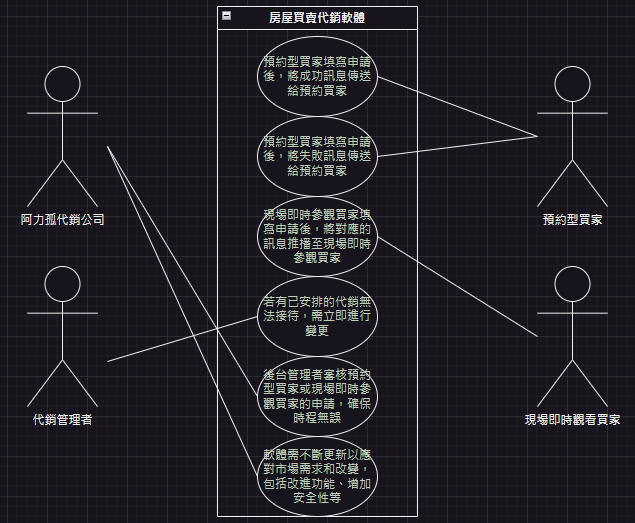 房屋買賣代銷軟體
預約型買家填寫申請
後，將成功訊息傳送
給預約買家
預約型買家填寫申請
後，將失敗訊息傳送
給預約買家
現場即時參觀買家填
寫申請後，將對應的
訊息推播至現場即時
參觀買家
若有已安排的代銷無
法接待，需立即進行
變更
後台管理者審核預約
型買家或現場即時參
觀買家的申請，確保
時程無誤
軟體需不斷更新以應
對市場需求和改變，
包括改進功能、增加
安全性等
阿力孤代銷公司
代銷管理者
預約型買家
現場即時觀看買家